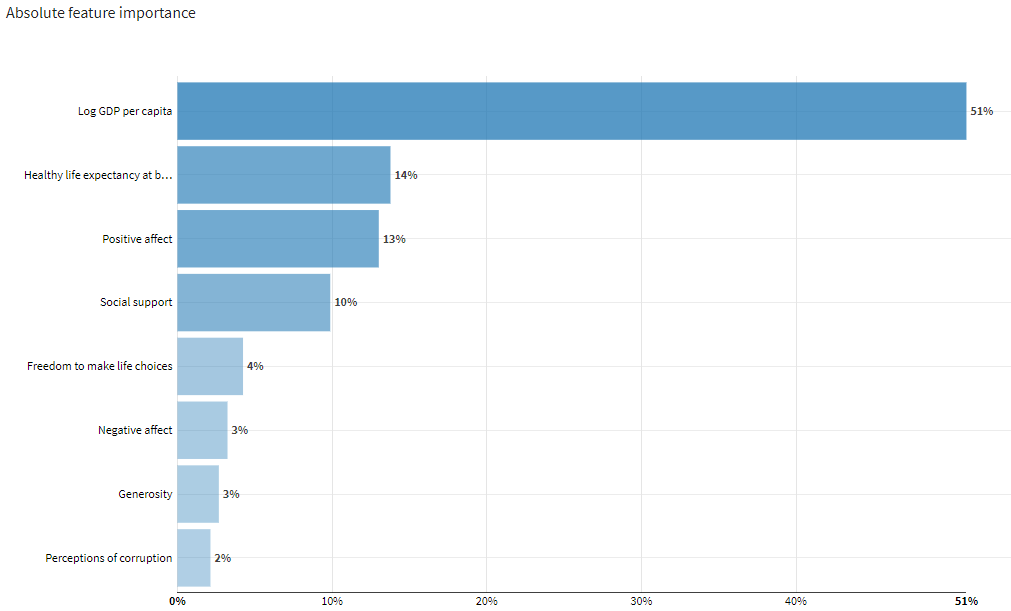 Absolute feature importance
Log GDP per capita 51%
Healthy life expectancy at b... 14%
Positive affect 13%
Social support 10%
Freedom to make life choices 4%
Negative affect 3%
Generosity 3%
Perceptions of corruption 2%
0% 10% 20% 30% 40% 51%